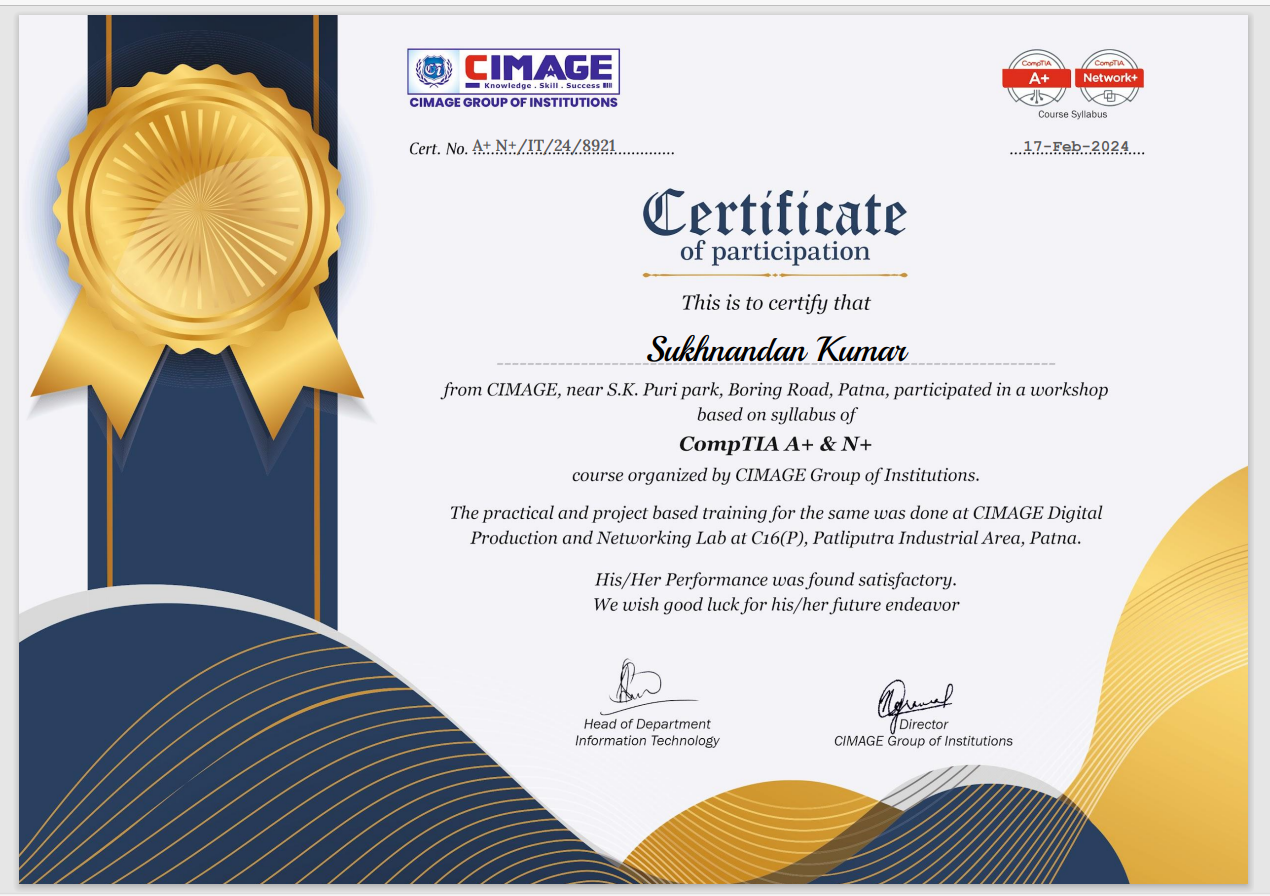 CIMAGE
Knowledge . Skill . Success
CIMAGE GROUP OF INSTITUTIONS
CompTIA A+
CompTIA Network+
Course Syllabus
Cert. No. A+ N+/IT/24/8921
17-Feb-2024
Certificate
of participation
This is to certify that
Sukhnandan Kumar
from CIMAGE, near S.K. Puri park, Boring Road, Patna, participated in a workshop
based on syllabus of
CompTIA A+ & N+
course organized by CIMAGE Group of Institutions.
The practical and project based training for the same was done at CIMAGE Digital
Production and Networking Lab at C16(P), Patliputra Industrial Area, Patna.
His/Her Performance was found satisfactory.
We wish good luck for his/her future endeavor
Head of Department
Information Technology
Director
CIMAGE Group of Institutions